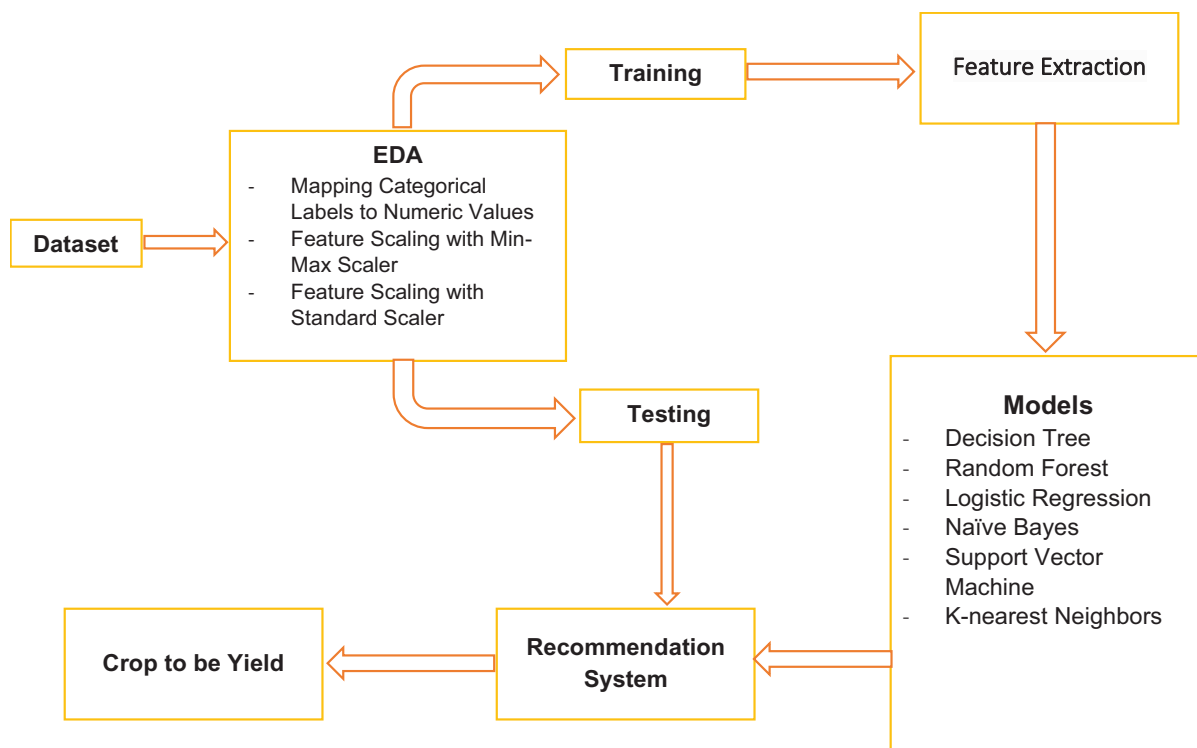 Dataset
EDA
- Mapping Categorical
Labels to Numeric Values
- Feature Scaling with Min-
Max Scaler
- Feature Scaling with
Standard Scaler
Training
Feature Extraction
Testing
Models
- Decision Tree
- Random Forest
- Logistic Regression
- Naïve Bayes
- Support Vector
Machine
- K-nearest Neighbors
Recommendation
System
Crop to be Yield